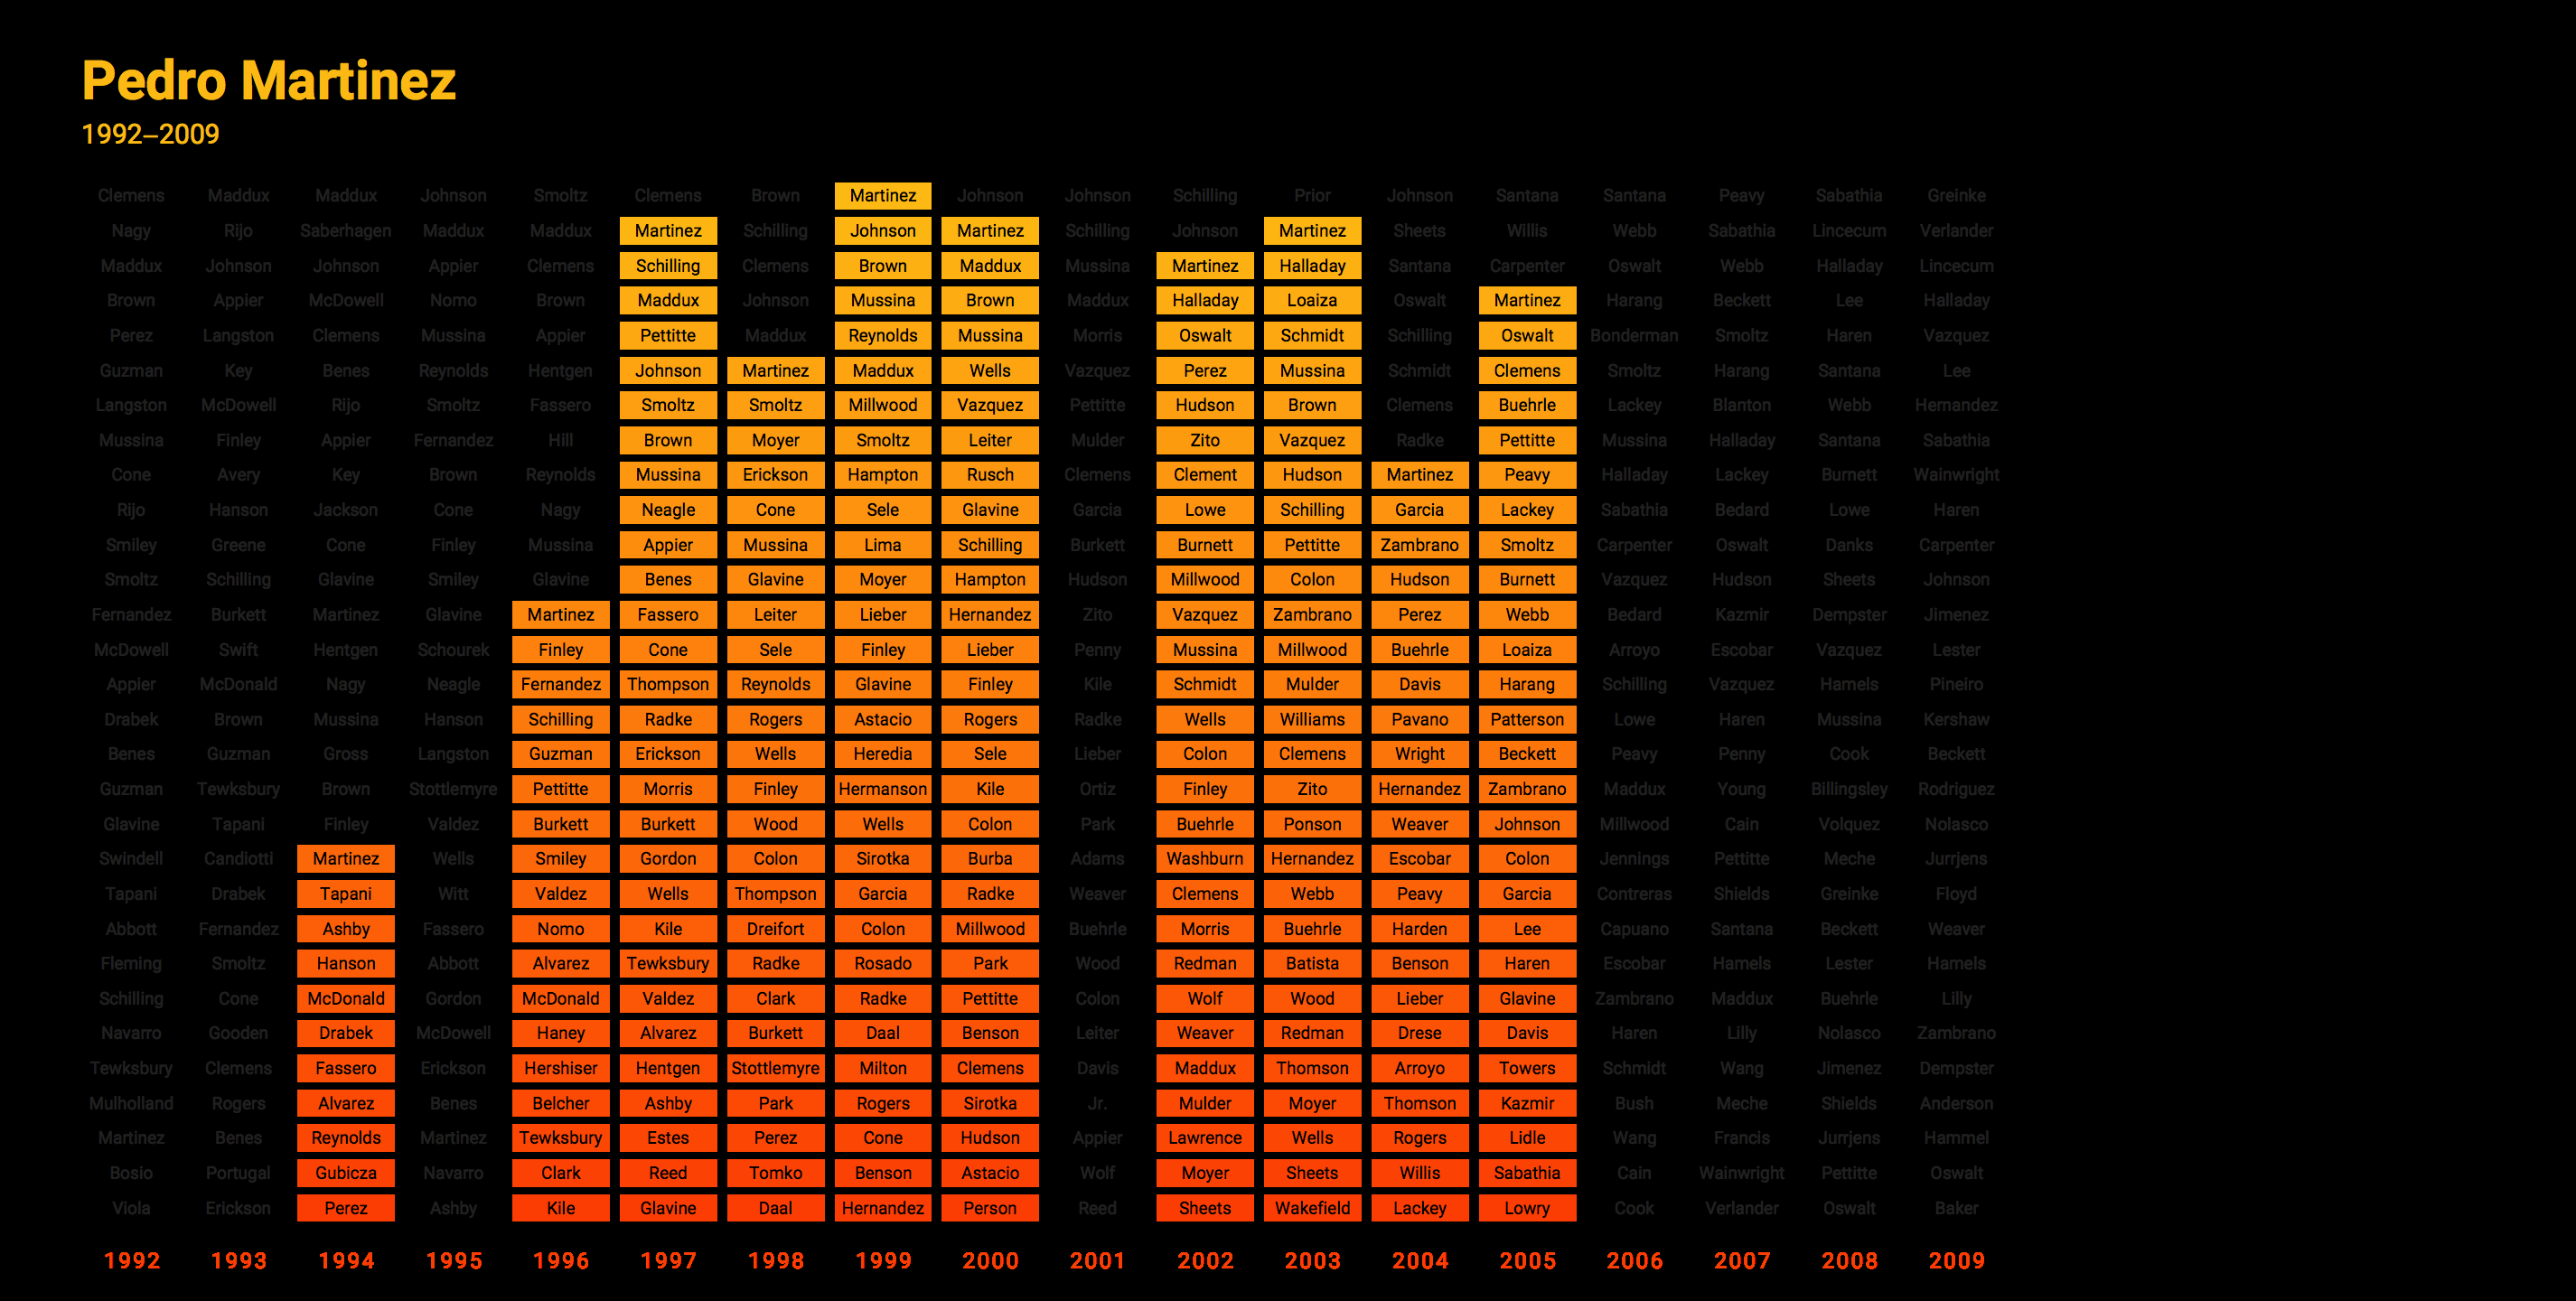 Pedro Martinez
1992–2009
Clemens Maddux Maddux Johnson Smoltz Clemens Brown Martinez Johnson Johnson Schilling Prior Johnson Santana Santana Peavy Sabathia Greinke
Nagy Rijo Saberhagen Maddux Maddux Martinez Schilling Johnson Martinez Schilling Johnson Martinez Sheets Willis Webb Sabathia Lincecum Verlander
Maddux Johnson Johnson Appier Clemens Schilling Clemens Brown Maddux Mussina Martinez Halladay Santana Carpenter Oswalt Webb Halladay Lincecum
Brown Appier McDowell Nomo Brown Maddux Johnson Mussina Brown Maddux Halladay Loaiza Oswalt Martinez Harang Beckett Lee Halladay
Perez Langston Clemens Mussina Appier Pettitte Maddux Reynolds Mussina Morris Oswalt Schmidt Schilling Oswalt Bonderman Smoltz Haren Vazquez
Guzman Key Benes Reynolds Hentgen Johnson Martinez Maddux Wells Vazquez Perez Mussina Schmidt Clemens Smoltz Harang Santana Lee
Langston McDowell Rijo Smoltz Fassero Smoltz Smoltz Millwood Vazquez Pettitte Hudson Brown Clemens Buehrle Lackey Blanton Webb Hernandez
Mussina Finley Appier Fernandez Hill Brown Moyer Smoltz Leiter Mulder Zito Vazquez Radke Pettitte Mussina Halladay Santana Sabathia
Cone Avery Key Brown Reynolds Mussina Erickson Hampton Rusch Clemens Clement Hudson Martinez Peavy Halladay Lackey Burnett Wainwright
Rijo Hanson Jackson Cone Nagy Neagle Cone Sele Glavine Garcia Lowe Schilling Garcia Lackey Sabathia Bedard Lowe Haren
Smiley Greene Cone Finley Mussina Appier Mussina Lima Schilling Burkett Burnett Pettitte Zambrano Smoltz Carpenter Oswalt Danks Carpenter
Smoltz Schilling Glavine Smiley Glavine Benes Glavine Moyer Hampton Hudson Millwood Colon Hudson Burnett Vazquez Hudson Sheets Johnson
Fernandez Burkett Martinez Glavine Martinez Fassero Leiter Lieber Hernandez Zito Vazquez Zambrano Perez Webb Bedard Kazmir Dempster Jimenez
McDowell Swift Hentgen Schourek Finley Cone Sele Finley Lieber Penny Mussina Millwood Buehrle Loaiza Arroyo Escobar Vazquez Lester
Appier McDonald Nagy Neagle Fernandez Thompson Reynolds Glavine Finley Kile Schmidt Mulder Davis Harang Schilling Vazquez Hamels Pineiro
Drabek Brown Mussina Hanson Schilling Radke Rogers Astacio Rogers Radke Wells Williams Pavano Patterson Lowe Haren Mussina Kershaw
Benes Guzman Gross Langston Guzman Erickson Wells Heredia Sele Lieber Colon Clemens Wright Beckett Peavy Penny Cook Beckett
Guzman Tewksbury Brown Stottlemyre Pettitte Morris Finley Hermanson Kile Ortiz Finley Zito Hernandez Zambrano Maddux Young Billingsley Rodriguez
Glavine Tapani Finley Valdez Burkett Burkett Wood Wells Colon Park Buehrle Ponson Weaver Johnson Millwood Cain Volquez Nolasco
Swindell Candiotti Martinez Wells Smiley Gordon Colon Sirotka Burba Adams Washburn Hernandez Escobar Colon Jennings Pettitte Meche Jurrjens
Tapani Drabek Tapani Witt Valdez Wells Thompson Garcia Radke Weaver Clemens Webb Peavy Garcia Contreras Shields Greinke Floyd
Abbott Fernandez Ashby Fassero Nomo Kile Dreifort Colon Millwood Buehrle Morris Buehrle Harden Lee Capuano Santana Beckett Weaver
Fleming Smoltz Hanson Abbott Alvarez Tewksbury Radke Rosado Park Wood Redman Batista Benson Haren Escobar Hamels Lester Hamels
Schilling Cone McDonald Gordon McDonald Valdez Clark Radke Pettitte Colon Wolf Wood Lieber Glavine Zambrano Maddux Buehrle Lilly
Navarro Gooden Drabek McDowell Haney Alvarez Burkett Daal Benson Leiter Weaver Redman Drese Davis Haren Lilly Nolasco Zambrano
Tewksbury Clemens Fassero Erickson Hershiser Hentgen Stottlemyre Milton Clemens Davis Maddux Thomson Arroyo Towers Schmidt Wang Jimenez Dempster
Mulholland Rogers Alvarez Benes Belcher Ashby Park Rogers Sirotka Jr. Mulder Moyer Thomson Kazmir Bush Meche Shields Anderson
Martinez Benes Reynolds Martinez Tewksbury Estes Perez Cone Hudson Appier Lawrence Wells Rogers Lidle Wang Francis Jurrjens Hammel
Bosio Portugal Gubicza Navarro Clark Reed Tomko Benson Astacio Wolf Moyer Sheets Willis Sabathia Cain Wainwright Pettitte Oswalt
Viola Erickson Perez Ashby Kile Glavine Daal Hernandez Person Reed Sheets Wakefield Lackey Lowry Cook Verlander Oswalt Baker
1992 1993 1994 1995 1996 1997 1998 1999 2000 2001 2002 2003 2004 2005 2006 2007 2008 2009